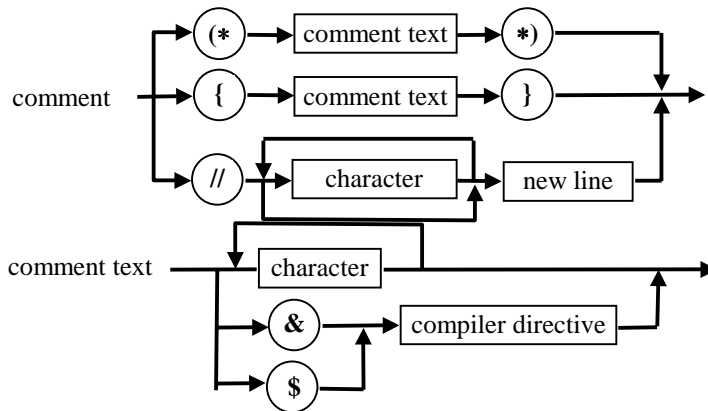 (* comment text *)
comment { comment text }
// character new line
comment text character
& compiler directive
$